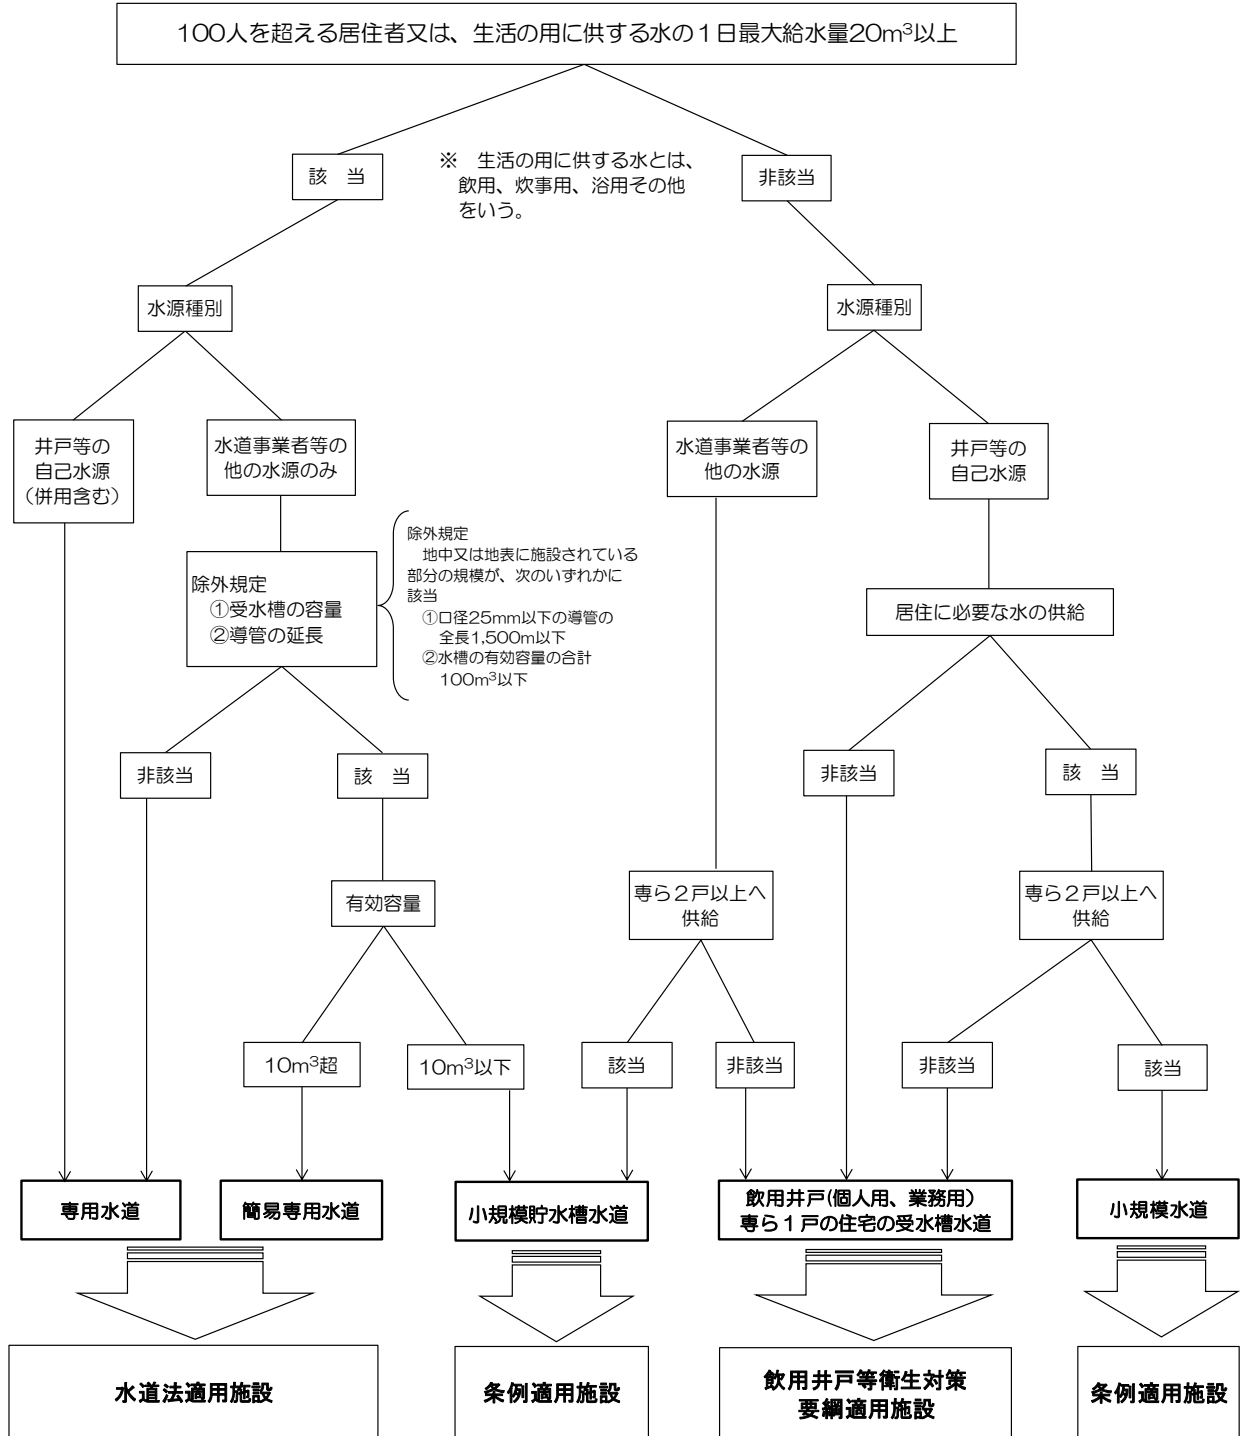 100人を超える居住者又は、生活の用に供する水の1日最大給水量20m³以上
該　当
※　生活の用に供する水とは、
飲用、炊事用、浴用その他
をいう。
非該当
水源種別
水源種別
井戸等の
自己水源
（併用含む）
水道事業者等の
他の水源のみ
水道事業者等の
他の水源
井戸等の
自己水源
除外規定
①受水槽の容量
②導管の延長
除外規定
地中又は地表に施設されている
部分の規模が、次のいずれかに
該当
①口径25mm以下の導管の
全長1,500m以下
②水槽の有効容量の合計
100m³以下
居住に必要な水の供給
非該当
該　当
非該当
該　当
有効容量
専ら2戸以上へ
供給
専ら2戸以上へ
供給
10m³超
10m³以下
該当
非該当
非該当
該当
専用水道
簡易専用水道
小規模貯水槽水道
飲用井戸(個人用、業務用)
専ら1戸の住宅の受水槽水道
小規模水道
水道法適用施設
条例適用施設
飲用井戸等衛生対策
要綱適用施設
条例適用施設